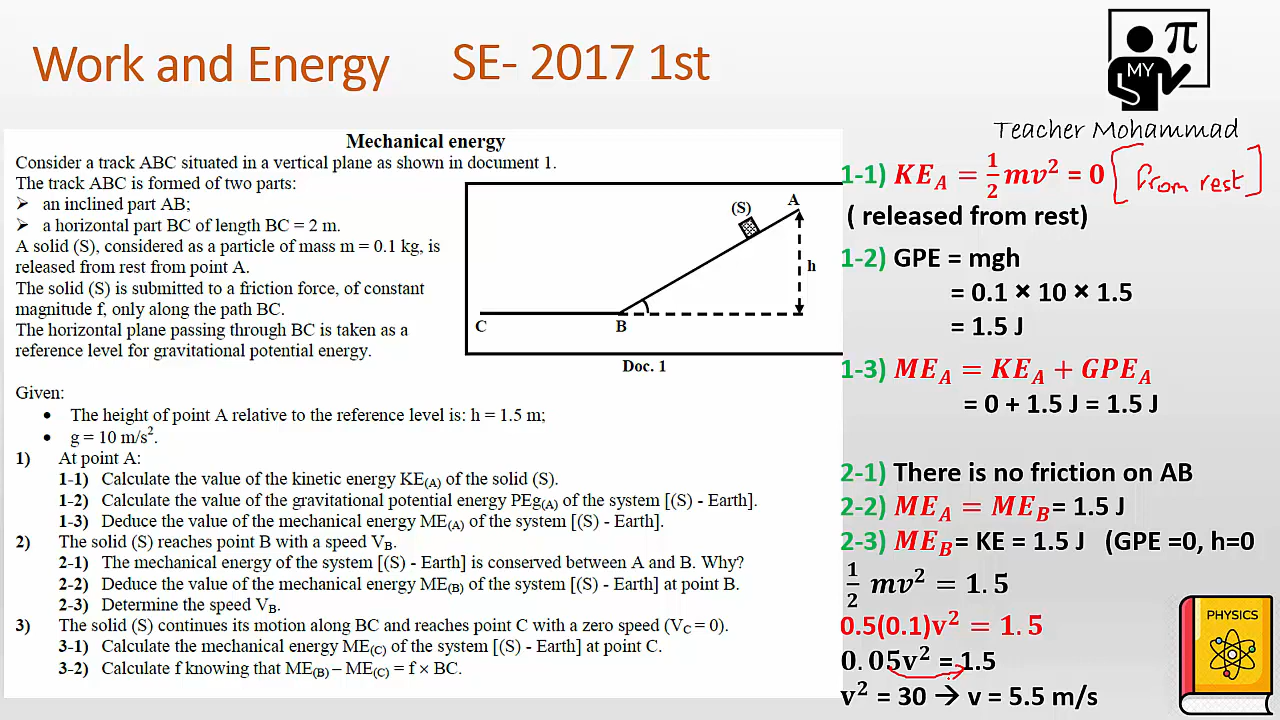 Work and Energy SE- 2017 1st
π
MY
Teacher Mohammad
Mechanical energy
Consider a track ABC situated in a vertical plane as shown in document 1.
The track ABC is formed of two parts:
➢ an inclined part AB;
➢ a horizontal part BC of length BC = 2 m.
A solid (S), considered as a particle of mass m = 0.1 kg, is
released from rest from point A.
The solid (S) is submitted to a friction force, of constant
magnitude f, only along the path BC.
The horizontal plane passing through BC is taken as a
reference level for gravitational potential energy.
(S)
A
h
C
B
Doc. 1
Given:
• The height of point A relative to the reference level is: h = 1.5 m;
• g = 10 m/s².
1) At point A:
1-1) Calculate the value of the kinetic energy KE(A) of the solid (S).
1-2) Calculate the value of the gravitational potential energy PEg(A) of the system [(S) - Earth].
1-3) Deduce the value of the mechanical energy ME(A) of the system [(S) - Earth].
2) The solid (S) reaches point B with a speed VB.
2-1) The mechanical energy of the system [(S) - Earth] is conserved between A and B. Why?
2-2) Deduce the value of the mechanical energy ME(B) of the system [(S) - Earth] at point B.
2-3) Determine the speed VB.
3) The solid (S) continues its motion along BC and reaches point C with a zero speed (VC = 0).
3-1) Calculate the mechanical energy ME(C) of the system [(S) - Earth] at point C.
3-2) Calculate f knowing that ME(B) – ME(C) = f × BC.
1-1) KE_A = 1/2 mv² = 0 [from rest]
( released from rest)
1-2) GPE = mgh
= 0.1 × 10 × 1.5
= 1.5 J
1-3) ME_A = KE_A + GPE_A
= 0 + 1.5 J = 1.5 J
2-1) There is no friction on AB
2-2) ME_A = ME_B = 1.5 J
2-3) ME_B = KE = 1.5 J (GPE =0, h=0
1/2 mv² = 1.5
0.5(0.1)v² = 1.5
0.05v² = 1.5
v² = 30 → v = 5.5 m/s
PHYSICS